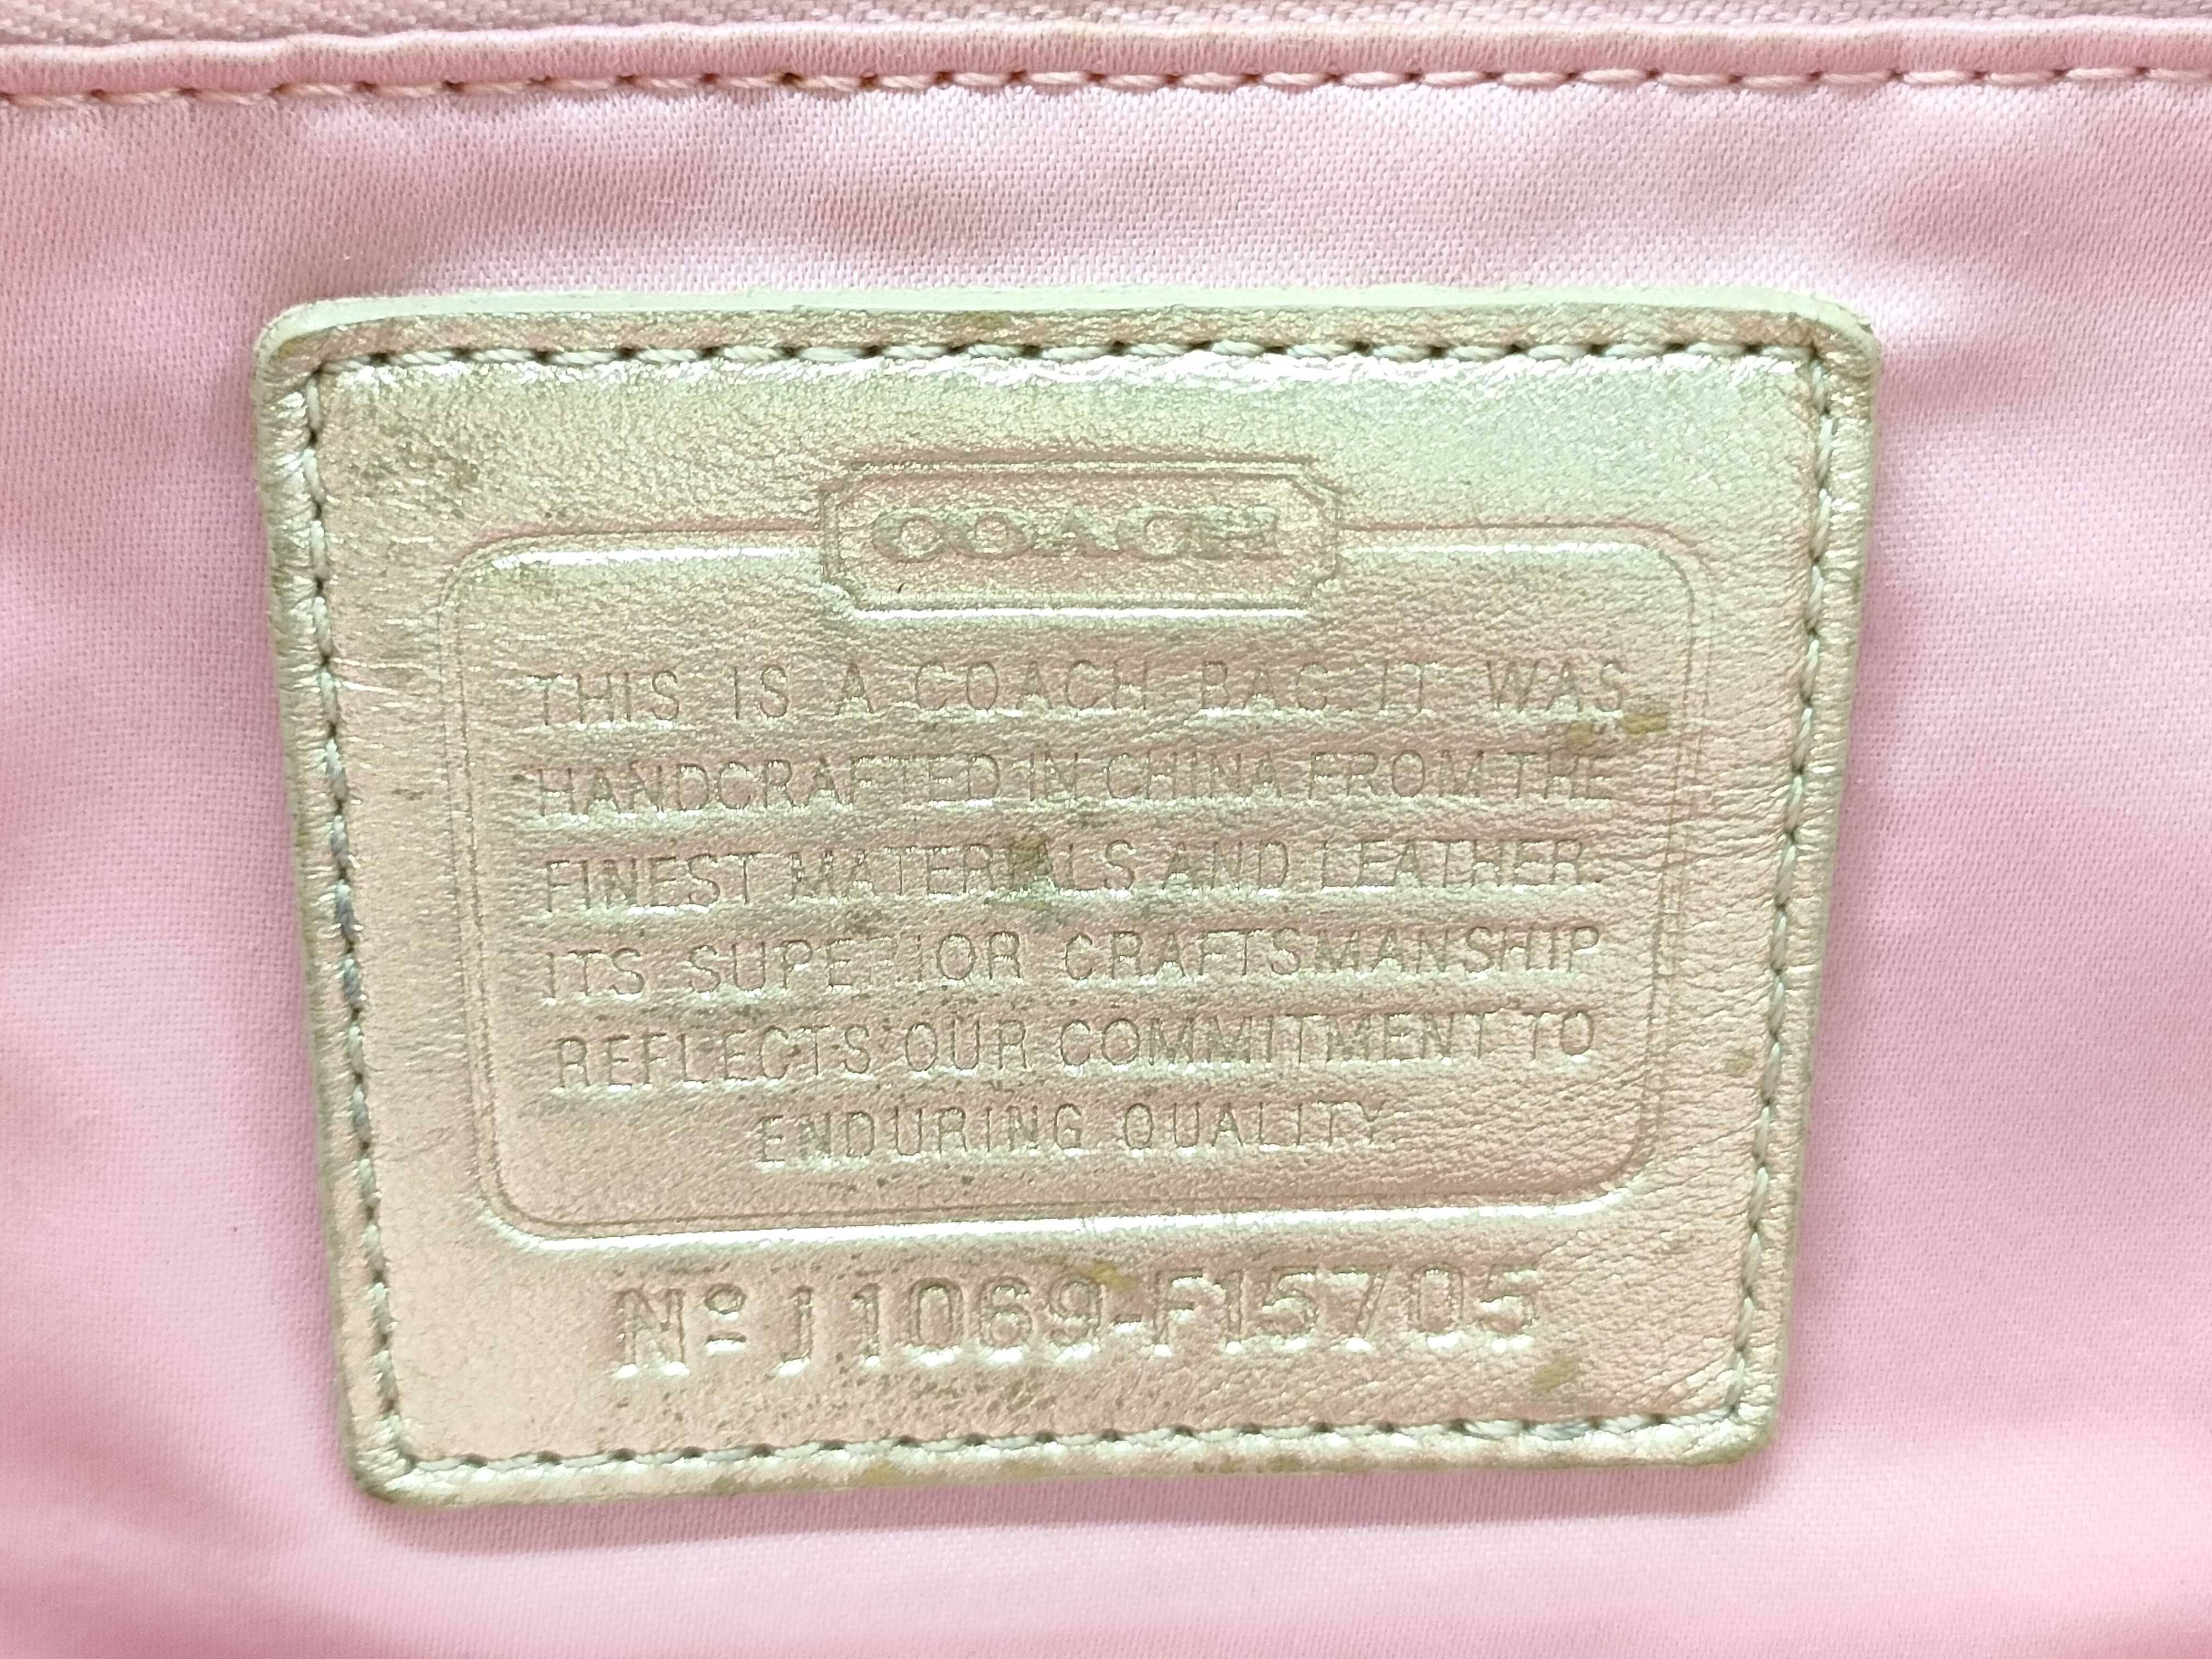 COACH
THIS IS A COACH BAG. IT WAS
HANDCRAFTED IN CHINA FROM THE
FINEST MATERIALS AND LEATHER.
ITS SUPERIOR CRAFTSMANSHIP
REFLECTS OUR COMMITMENT TO
ENDURING QUALITY.
Nº J1069-F15705